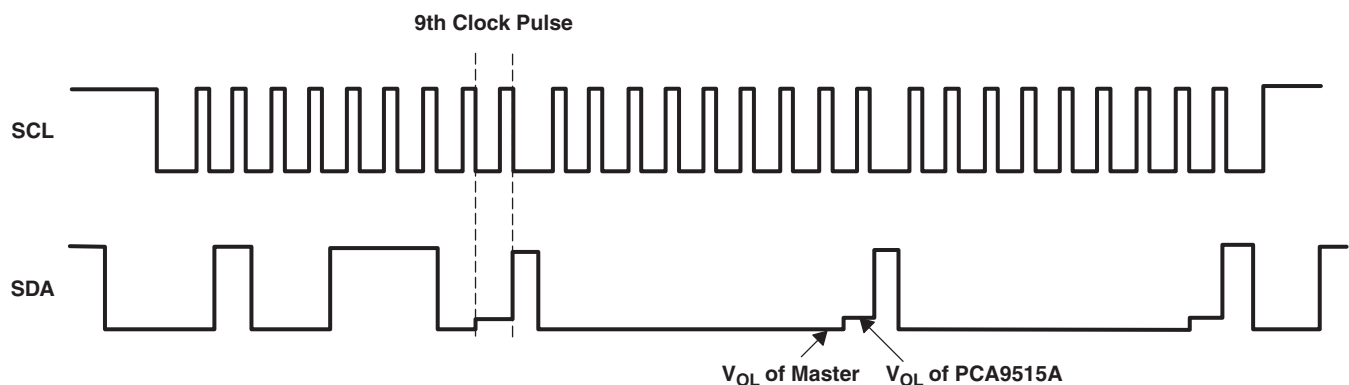 9th Clock Pulse
SCL
SDA
VOL of Master
VOL of PCA9515A